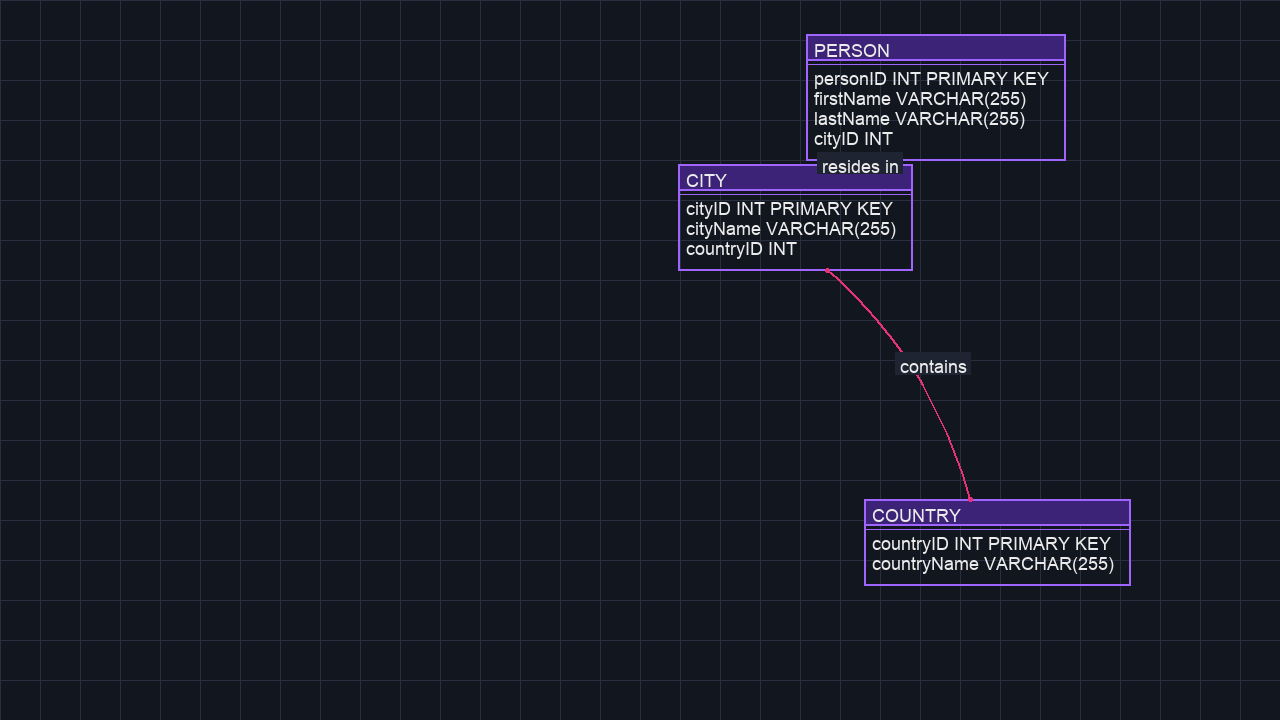 PERSON
personID INT PRIMARY KEY
firstName VARCHAR(255)
lastName VARCHAR(255)
cityID INT
resides in
CITY
cityID INT PRIMARY KEY
cityName VARCHAR(255)
countryID INT
contains
COUNTRY
countryID INT PRIMARY KEY
countryName VARCHAR(255)